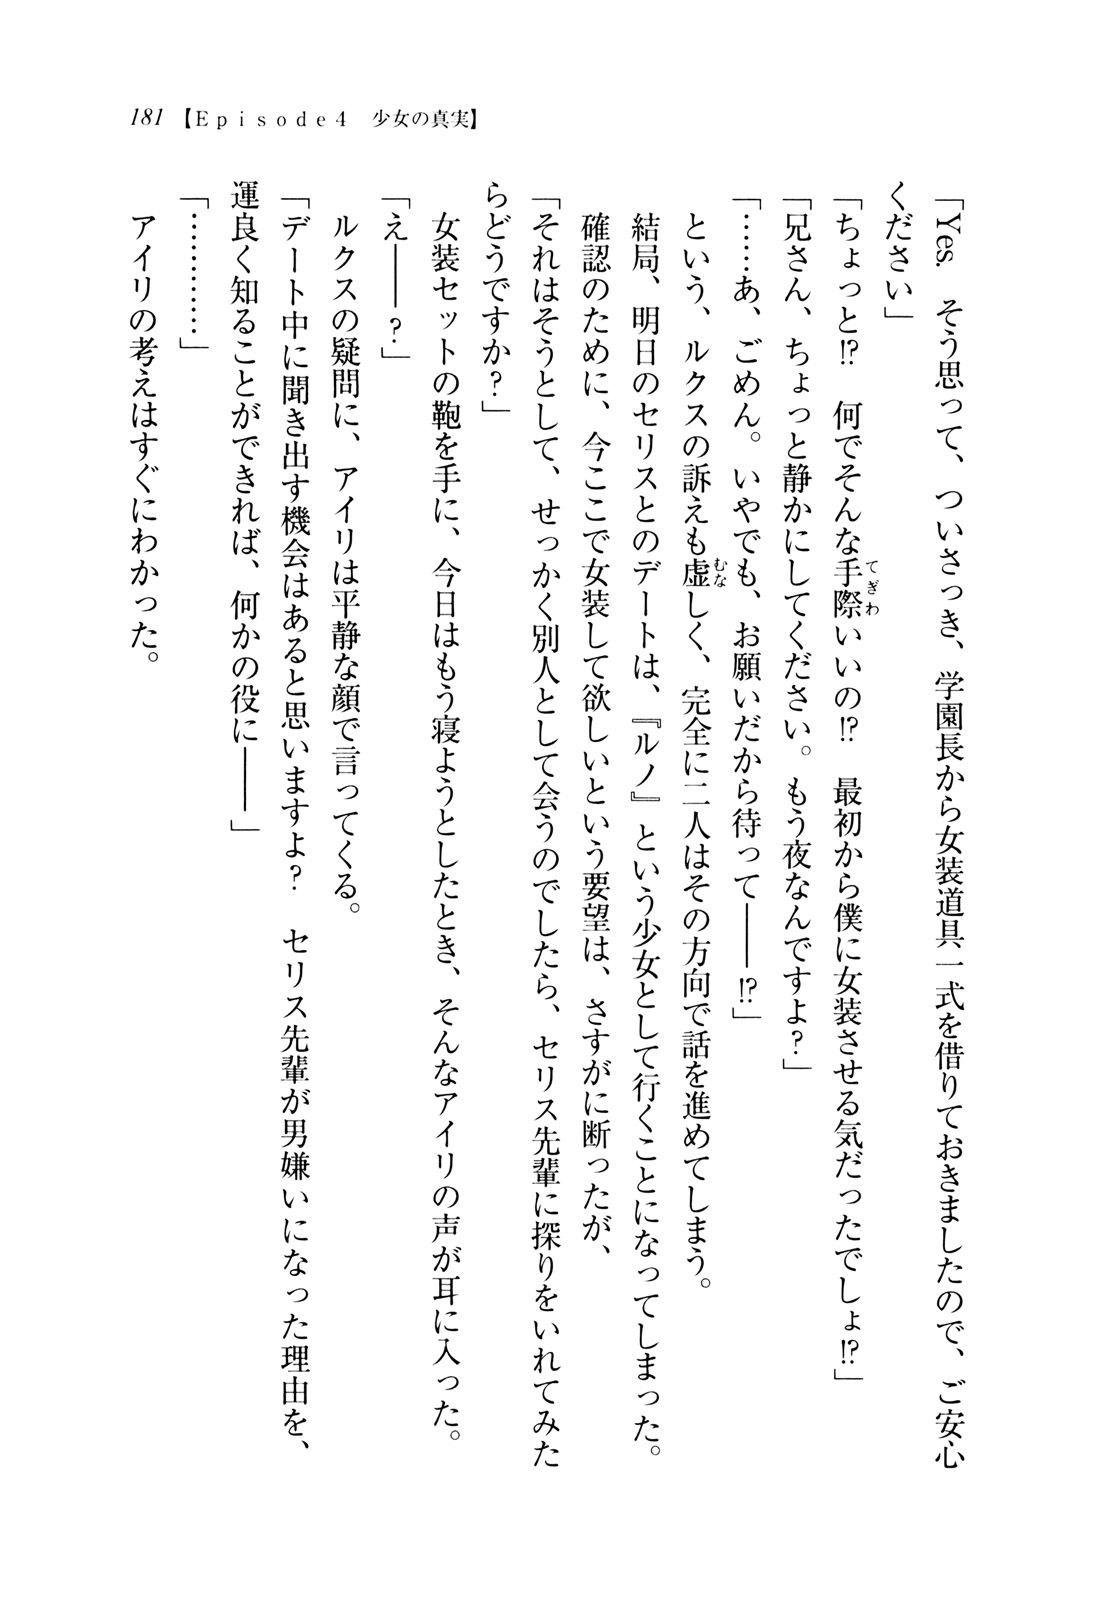 181【Episode4　少女の真実】
「Yes.　そう思って、ついさっき、学園長から女装道具一式を借りておきましたので、ご安心
ください」
「ちょっと⁉　何でそんな手際いいの⁉　最初から僕に女装させる気だったでしょ⁉」
「兄さん、ちょっと静かにしてください。もう夜なんですよ？」
「……あ、ごめん。いやでも、お願いだから待って――⁉」
という、ルクスの訴えも虚しく、完全に二人はその方向で話を進めてしまう。
結局、明日のセリスとのデートは、『ルノ』という少女として行くことになってしまった。
確認のために、今ここで女装して欲しいという要望は、さすがに断ったが、
「それはそうとして、せっかく別人として会うのでしたら、セリス先輩に探りをいれてみた
らどうですか？」
女装セットの鞄を手に、今日はもう寝ようとしたとき、そんなアイリの声が耳に入った。
「え――？」
ルクスの疑問に、アイリは平静な顔で言ってくる。
「デート中に聞き出す機会はあると思いますよ？　セリス先輩が男嫌いになった理由を、
運良く知ることができれば、何かの役に――」
「…………」
アイリの考えはすぐにわかった。